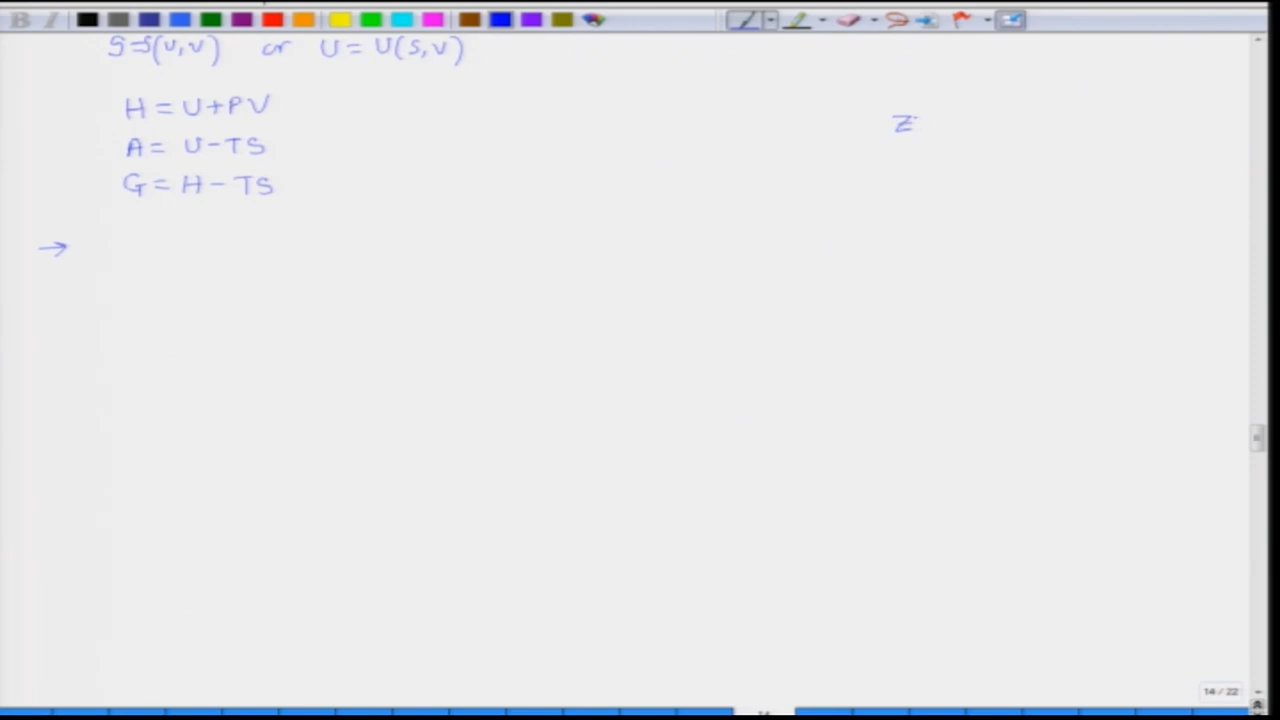 S=S(U,V) or U = U(S,V)
H = U+PV
Z
A = U-TS
G = H - TS
→
14 / 22